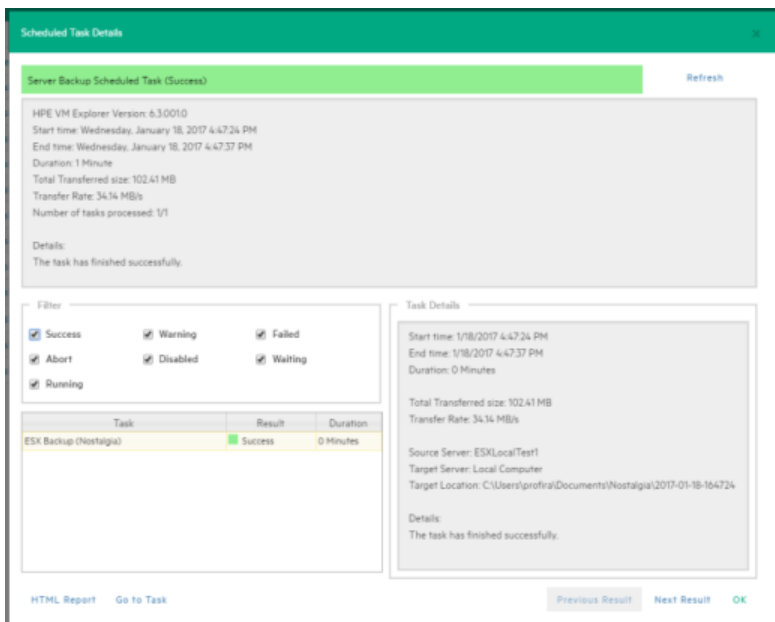 Scheduled Task Details
Server Backup Scheduled Task (Success)
Refresh
HPE VM Explorer Version: 6.3.001.0
Start time: Wednesday, January 18, 2017 4:47:24 PM
End time: Wednesday, January 18, 2017 4:47:37 PM
Duration: 1 Minute
Total Transferred size: 102.41 MB
Transfer Rate: 34.14 MB/s
Number of tasks processed: 1/1
Details:
The task has finished successfully.
Filter
Success Warning Failed
Abort Disabled Waiting
Running
Task Result Duration
ESX Backup (Nostalgia) Success 0 Minutes
Task Details
Start time: 1/18/2017 4:47:24 PM
End time: 1/18/2017 4:47:37 PM
Duration: 0 Minutes
Total Transferred size: 102.41 MB
Transfer Rate: 34.14 MB/s
Source Server: ESXLocalTest1
Target Server: Local Computer
Target Location: C:\Users\profira\Documents\Nostalgia\2017-01-18-164724
Details:
The task has finished successfully.
HTML Report Go to Task Previous Result Next Result OK